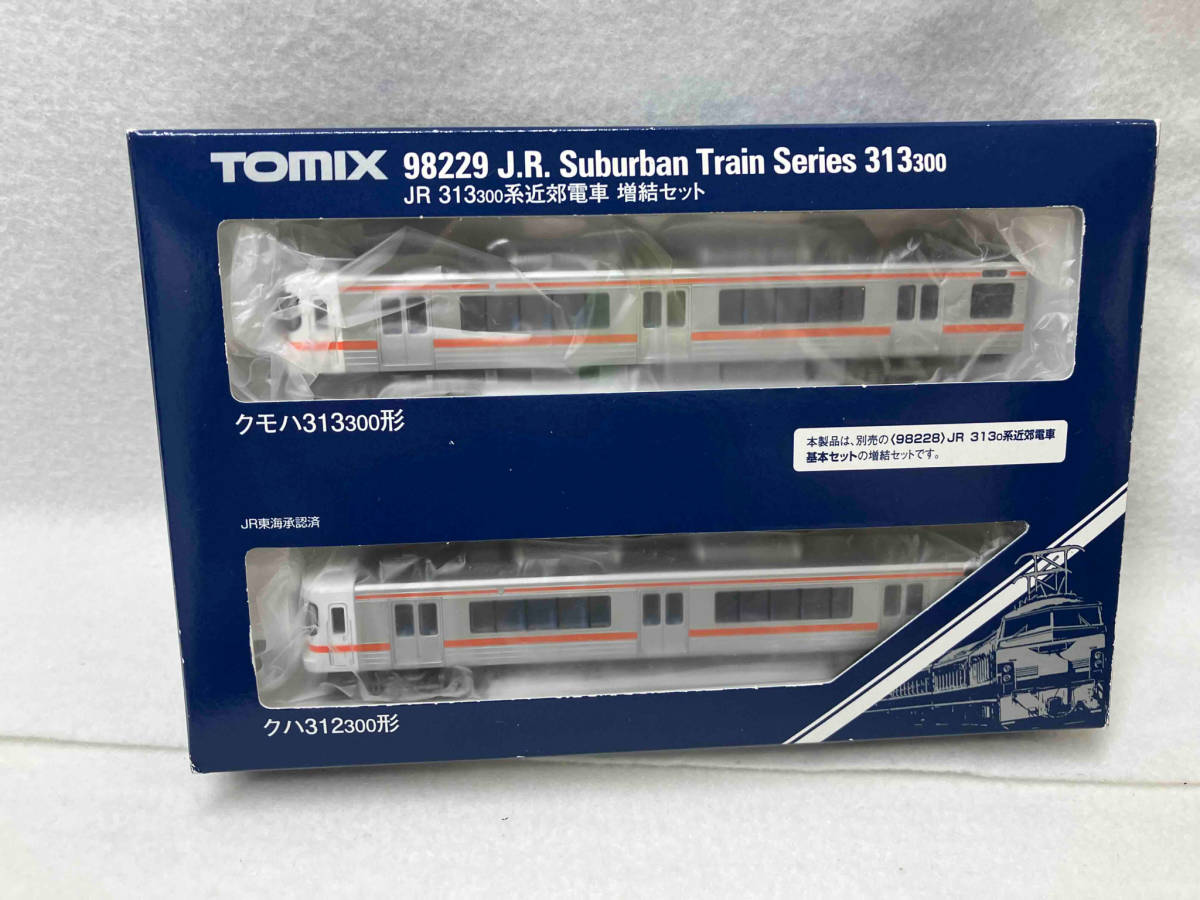 TOMIX 98229 J.R. Suburban Train Series 313300
JR 313300系近郊電車 増結セット
クモハ313300形
本製品は、別売の〈98228〉JR 3130系近郊電車
基本セットの増結セットです。
JR東海承認済
クハ312300形